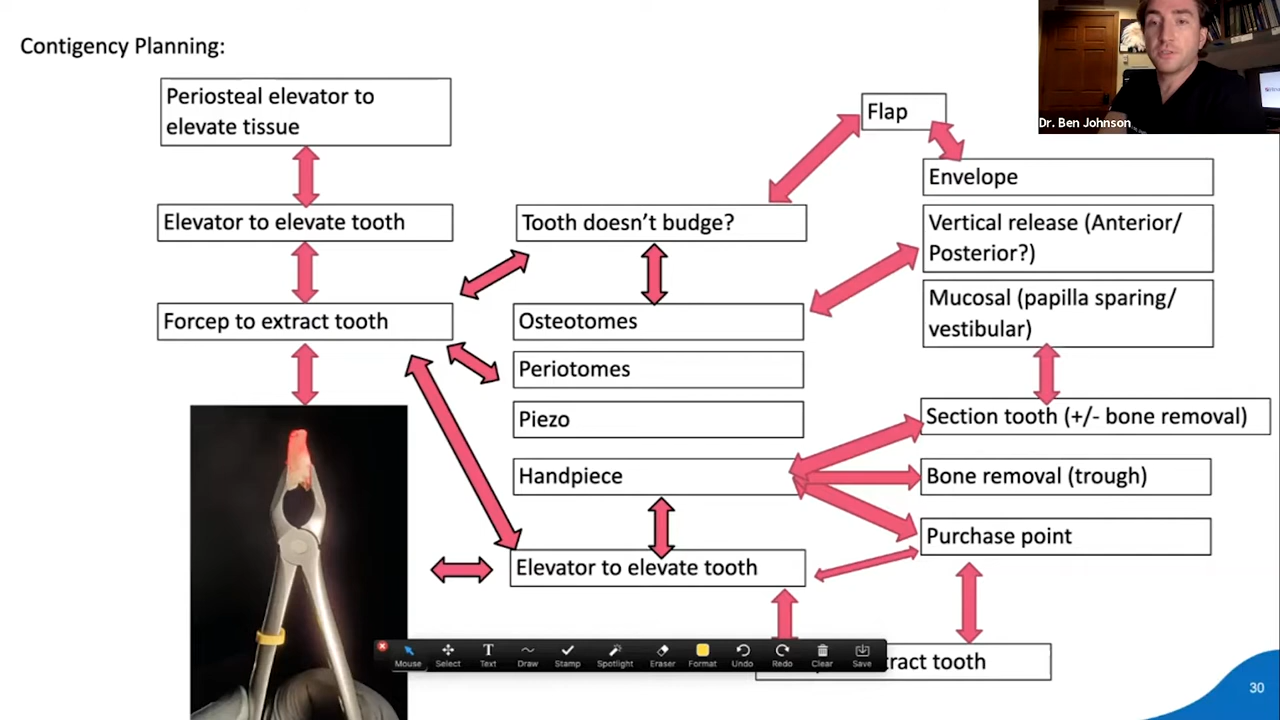 Contigency Planning:
Periosteal elevator to
elevate tissue
Elevator to elevate tooth
Forcep to extract tooth
Tooth doesn't budge?
Osteotomes
Periotomes
Piezo
Handpiece
Elevator to elevate tooth
Flap
Envelope
Vertical release (Anterior/
Posterior?)
Mucosal (papilla sparing/
vestibular)
Section tooth (+/- bone removal)
Bone removal (trough)
Purchase point
tract tooth
Dr. Ben Johnson
Mouse
Select
Text
Draw
Stamp
Spotlight
Eraser
Format
Undo
Redo
Clear
Save
30